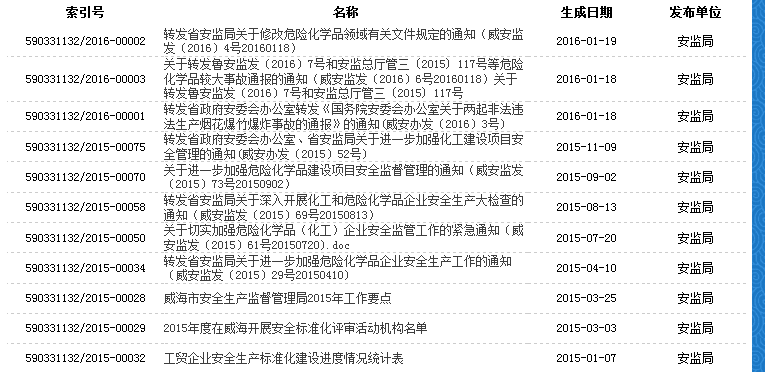 索引号 名称 生成日期 发布单位
转发省安监局关于修改危险化学品领域有关文件规定的通知（威安监
590331132/2016-00002 发〔2016〕4号20160118） 2016-01-19 安监局
关于转发鲁安监发〔2016〕7号和安监总厅管三〔2015〕117号等危险
590331132/2016-00003 化学品较大事故通报的通知（威安监发〔2016〕6号20160118）关于 2016-01-18 安监局
转发鲁安监发〔2016〕7号和安监总厅管三〔2015〕117号
转发省政府安委会办公室转发《国务院安委会办公室关于两起非法违
590331132/2016-00001 法生产烟花爆竹爆炸事故的通报》的通知(威安办发〔2016〕3号） 2016-01-18 安监局
转发省政府安委会办公室、省安监局关于进一步加强化工建设项目安
590331132/2015-00075 全管理的通知(威安办发〔2015〕52号） 2015-11-09 安监局
关于进一步加强危险化学品建设项目安全监督管理的通知（威安监发
590331132/2015-00070 〔2015〕73号20150902） 2015-09-02 安监局
转发省安监局关于深入开展化工和危险化学品企业安全生产大检查的
590331132/2015-00058 通知（威安监发〔2015〕69号20150813） 2015-08-13 安监局
关于切实加强危险化学品（化工）企业安全监管工作的紧急通知（威
590331132/2015-00050 安监发〔2015〕61号20150720).doc 2015-07-20 安监局
转发省安监局关于进一步加强危险化学品企业安全生产工作的通知
590331132/2015-00034 （威安监发〔2015〕29号20150410） 2015-04-10 安监局
590331132/2015-00028 威海市安全生产监督管理局2015年工作要点 2015-03-25 安监局
590331132/2015-00029 2015年度在威海开展安全标准化评审活动机构名单 2015-03-03 安监局
590331132/2015-00032 工贸企业安全生产标准化建设进度情况统计表 2015-01-07 安监局